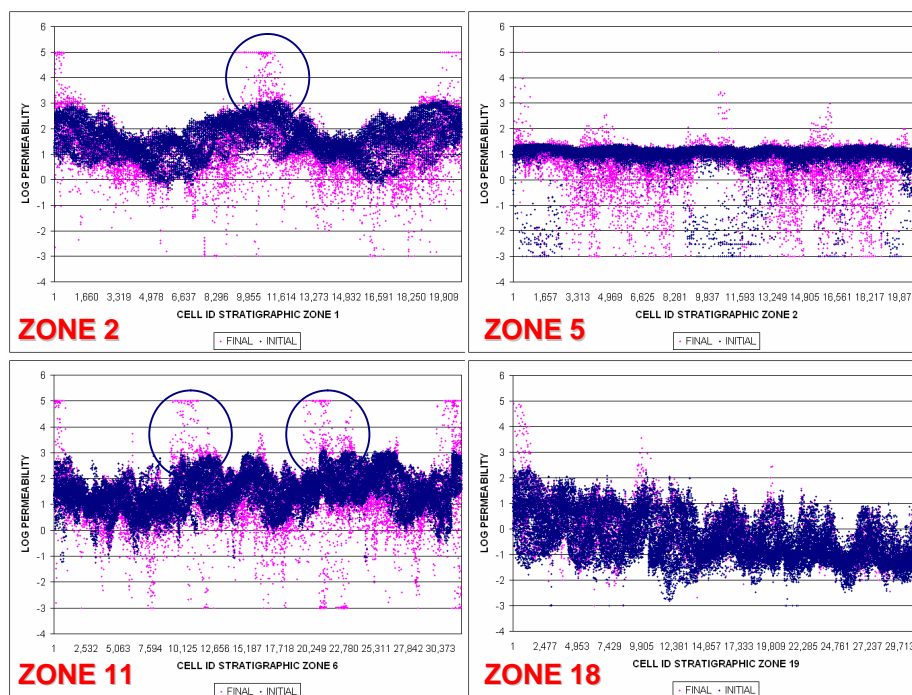 6
5
4
3
2
1
0
-1
-2
-3
-4
LOG PERMEABILITY
1 1,660 3,319 4,978 6,637 8,296 9,955 11,614 13,273 14,932 16,591 18,250 19,909
CELL ID STRATIGRAPHIC ZONE 1
ZONE 2
FINAL INITIAL
6
5
4
3
2
1
0
-1
-2
-3
-4
LOG PERMEABILITY
1 1,657 3,313 4,969 6,625 8,281 9,937 11,593 13,249 14,905 16,561 18,217 19,87
CELL ID STRATIGRAPHIC ZONE 2
ZONE 5
FINAL INITIAL
6
5
4
3
2
1
0
-1
-2
-3
-4
LOG PERMEABILITY
1 2,532 5,063 7,594 10,125 12,656 15,187 17,718 20,249 22,780 25,311 27,842 30,373
CELL ID STRATIGRAPHIC ZONE 6
ZONE 11
FINAL INITIAL
6
5
4
3
2
1
0
-1
-2
-3
-4
LOG PERMEABILITY
1 2,477 4,953 7,429 9,905 12,381 14,857 17,333 19,809 22,285 24,761 27,237 29,713
CELL ID STRATIGRAPHIC ZONE 19
ZONE 18
FINAL INITIAL